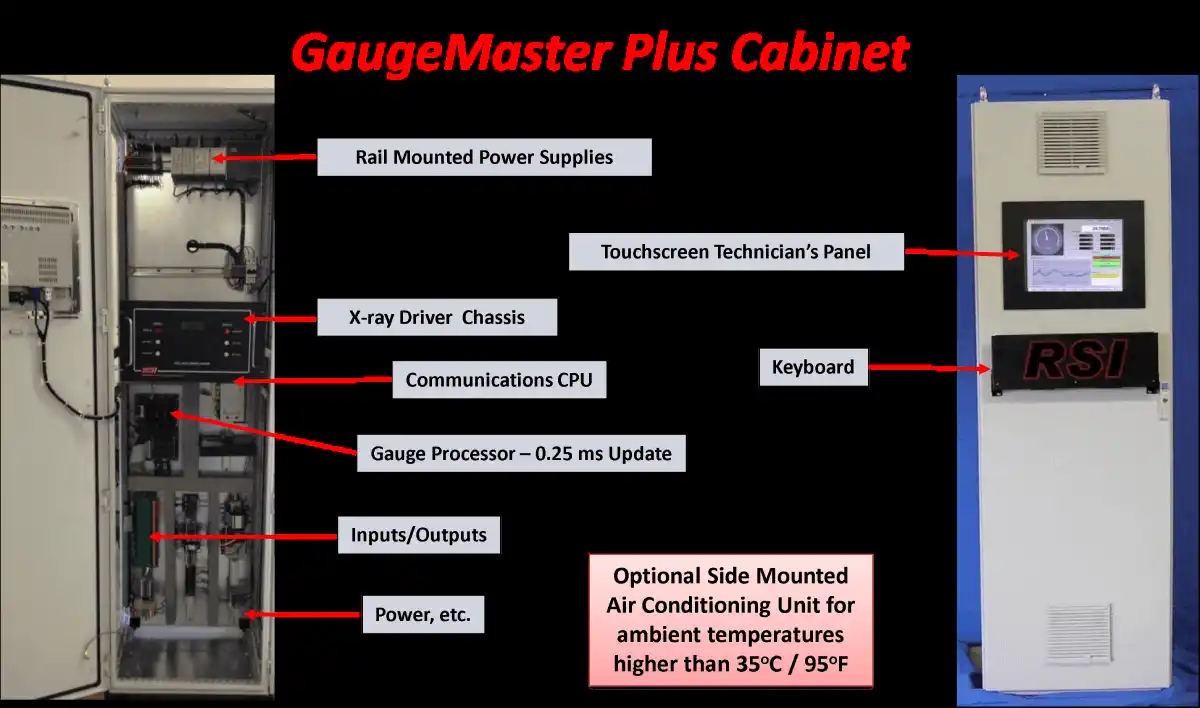 GaugeMaster Plus Cabinet
Rail Mounted Power Supplies
Touchscreen Technician's Panel
X-ray Driver  Chassis
Communications CPU
Keyboard
RSI
Gauge Processor – 0.25 ms Update
Inputs/Outputs
Power, etc.
Optional Side Mounted
Air Conditioning Unit for
ambient temperatures
higher than 35°C / 95°F